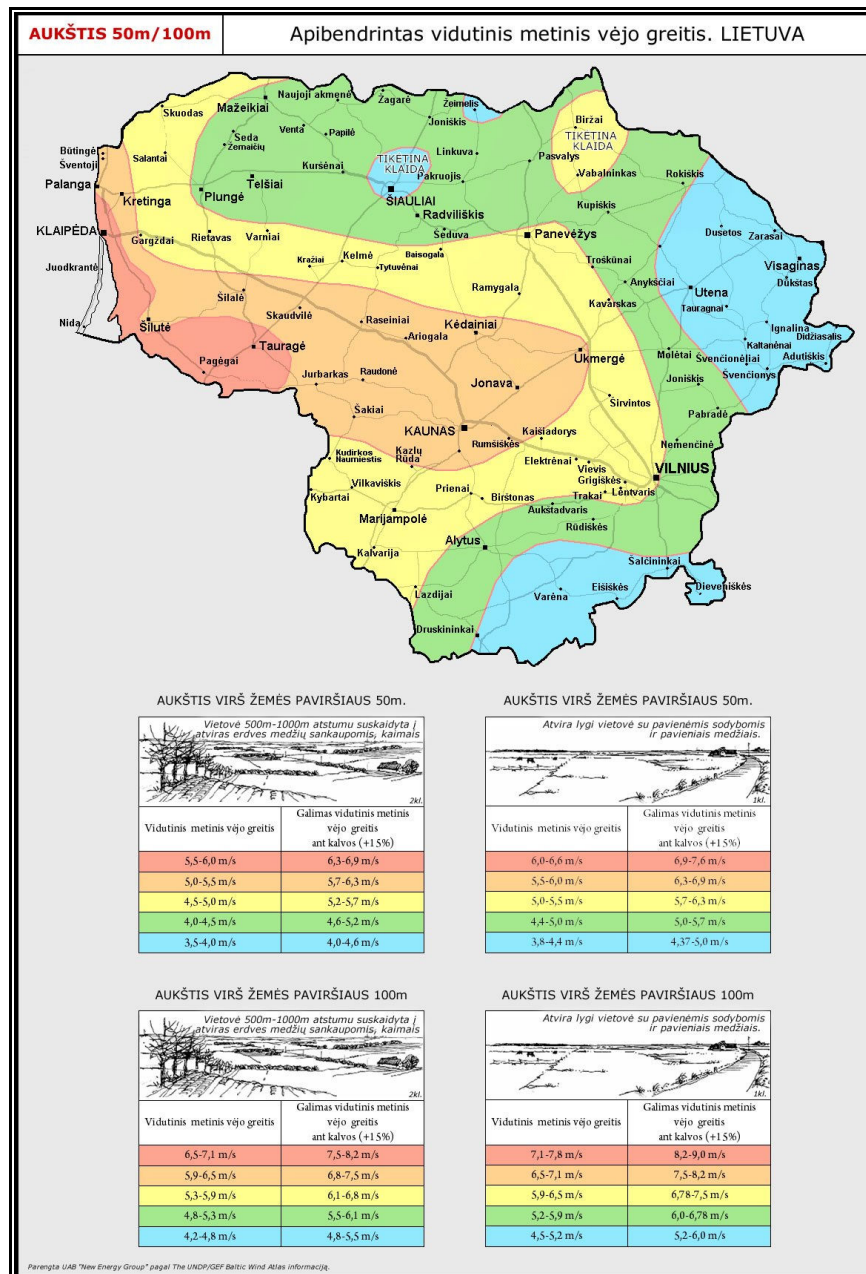 AUKŠTIS 50m/100m
Apibendrintas vidutinis metinis vėjo greitis. LIETUVA
Skuodas
Mažeikiai
Naujoji akmenė
Žagarė
Žeimelis
Joniškis
Biržai
TIKĖTINA
KLAIDA
Būtingė
Šventoji
Salantai
Seda
Žemaičių
Venta
Papilė
Kuršėnai
TIKĖTINA
KLAIDA
Linkuva
Pakruojis
Pasvalys
Vabalninkas
Rokiškis
Palanga
Kretinga
Plungė
Telšiai
ŠIAULIAI
Radviliškis
Kupiškis
KLAIPĖDA
Gargždai
Rietavas
Varniai
Šeduva
Panevėžys
Dusetos
Zarasai
Juodkrantė
Kražiai
Kelmė
Tytuvėnai
Baisogala
Troškūnai
Anykščiai
Visaginas
Dūkštas
Šilalė
Skaudvilė
Ramygala
Kavarskas
Utena
Tauragnai
Nida
Šilutė
Raseiniai
Ariogala
Kėdainiai
Ignalina
Didžiasalis
Kaltanėnai
Adutiškis
Tauragė
Pagėgai
Ukmergė
Molėtai
Švenčionėliai
Švenčionys
Jurbarkas
Raudonė
Jonava
Joniškis
Šakiai
Širvintos
Pabradė
KAUNAS
Rumšiškės
Kaišiadorys
Nemenčinė
Kudirkos
Naumiestis
Kazlų
Rūda
Elektrėnai
Vievis
Grigiškės
VILNIUS
Kybartai
Vilkaviškis
Prienai
Birštonas
Trakai
Lentvaris
Marijampolė
Aukštadvaris
Rūdiškės
Kalvarija
Alytus
Šalčininkai
Lazdijai
Varėna
Eišiškės
Dieveniškės
Druskininkai
AUKŠTIS VIRŠ ŽEMĖS PAVIRŠIAUS 50m.
Vietovė 500m-1000m atstumu suskaidyta į
atviras erdves medžių sankaupomis, kaimais
2kl.
Vidutinis metinis vėjo greitis
Galimas vidutinis metinis
vėjo greitis
ant kalvos (+15%)
5,5-6,0 m/s 6,3-6,9 m/s
5,0-5,5 m/s 5,7-6,3 m/s
4,5-5,0 m/s 5,2-5,7 m/s
4,0-4,5 m/s 4,6-5,2 m/s
3,5-4,0 m/s 4,0-4,6 m/s
AUKŠTIS VIRŠ ŽEMĖS PAVIRŠIAUS 50m.
Atvira lygi vietovė su pavienėmis sodybomis
ir pavieniais medžiais.
1kl.
Vidutinis metinis vėjo greitis
Galimas vidutinis metinis
vėjo greitis
ant kalvos (+15%)
6,0-6,6 m/s 6,9-7,6 m/s
5,5-6,0 m/s 6,3-6,9 m/s
5,0-5,5 m/s 5,7-6,3 m/s
4,4-5,0 m/s 5,0-5,7 m/s
3,8-4,4 m/s 4,37-5,0 m/s
AUKŠTIS VIRŠ ŽEMĖS PAVIRŠIAUS 100m
Vietovė 500m-1000m atstumu suskaidyta į
atviras erdves medžių sankaupomis, kaimais
2kl.
Vidutinis metinis vėjo greitis
Galimas vidutinis metinis
vėjo greitis
ant kalvos (+15%)
6,5-7,1 m/s 7,5-8,2 m/s
5,9-6,5 m/s 6,8-7,5 m/s
5,3-5,9 m/s 6,1-6,8 m/s
4,8-5,3 m/s 5,5-6,1 m/s
4,2-4,8 m/s 4,8-5,5 m/s
AUKŠTIS VIRŠ ŽEMĖS PAVIRŠIAUS 100m
Atvira lygi vietovė su pavienėmis sodybomis
ir pavieniais medžiais.
1kl.
Vidutinis metinis vėjo greitis
Galimas vidutinis metinis
vėjo greitis
ant kalvos (+15%)
7,1-7,8 m/s 8,2-9,0 m/s
6,5-7,1 m/s 7,5-8,2 m/s
5,9-6,5 m/s 6,78-7,5 m/s
5,2-5,9 m/s 6,0-6,78 m/s
4,5-5,2 m/s 5,2-6,0 m/s
Parengta UAB "New Energy Group" pagal The UNDP/GEF Baltic Wind Atlas informaciją.